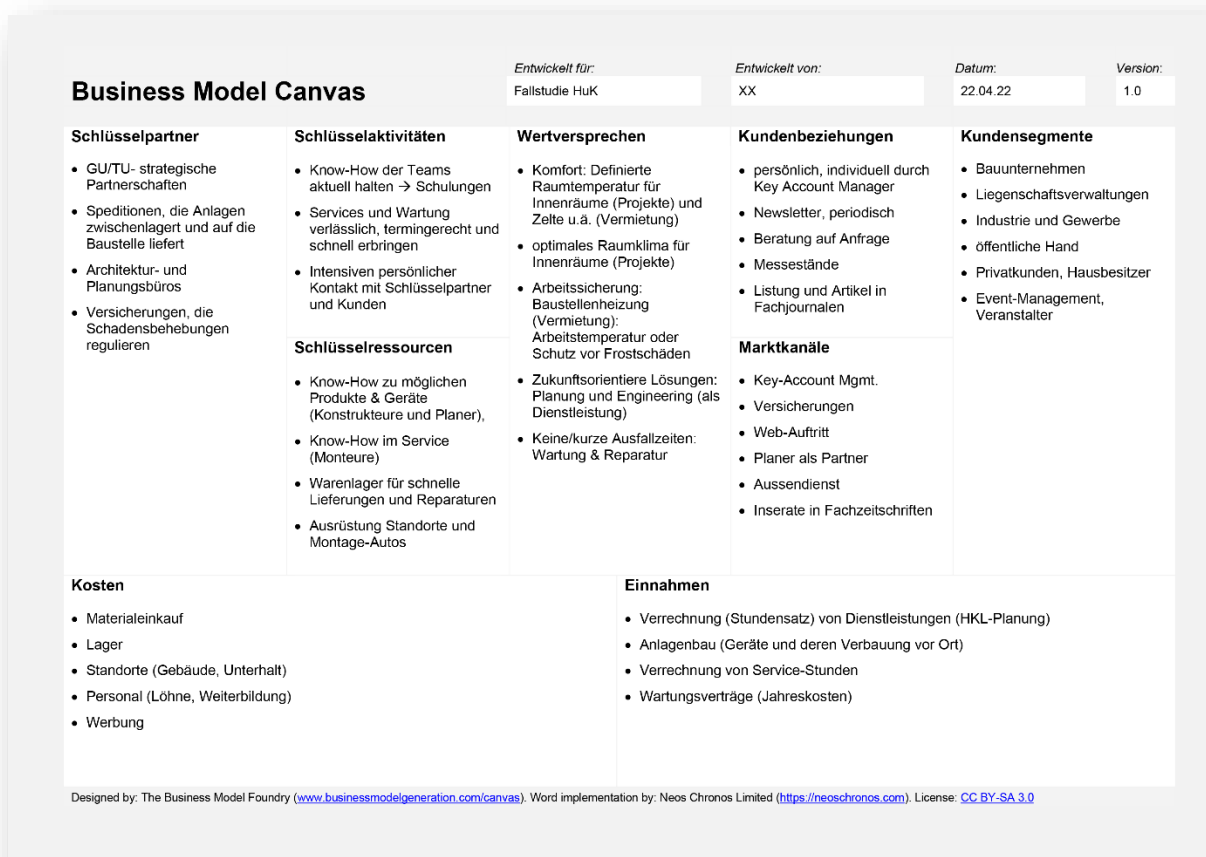 Business Model Canvas
Entwickelt für:
Fallstudie HuK
Entwickelt von:
XX
Datum:
22.04.22
Version:
1.0
Schlüsselpartner
• GU/TU- strategische
Partnerschaften
• Speditionen, die Anlagen
zwischenlagert und auf die
Baustelle liefert
• Architektur- und
Planungsbüros
• Versicherungen, die
Schadensbehebungen
regulieren
Schlüsselaktivitäten
• Know-How der Teams
aktuell halten → Schulungen
• Services und Wartung
verlässlich, termingerecht und
schnell erbringen
• Intensiven persönlicher
Kontakt mit Schlüsselpartner
und Kunden
Schlüsselressourcen
• Know-How zu möglichen
Produkte & Geräte
(Konstrukteure und Planer),
• Know-How im Service
(Monteure)
• Warenlager für schnelle
Lieferungen und Reparaturen
• Ausrüstung Standorte und
Montage-Autos
Wertversprechen
• Komfort: Definierte
Raumtemperatur für
Innenräume (Projekte) und
Zelte u.ä. (Vermietung)
• optimales Raumklima für
Innenräume (Projekte)
• Arbeitssicherung:
Baustellenheizung
(Vermietung):
Arbeitstemperatur oder
Schutz vor Frostschäden
• Zukunftsorientiere Lösungen:
Planung und Engineering (als
Dienstleistung)
• Keine/kurze Ausfallzeiten:
Wartung & Reparatur
Kundenbeziehungen
• persönlich, individuell durch
Key Account Manager
• Newsletter, periodisch
• Beratung auf Anfrage
• Messestände
• Listung und Artikel in
Fachjournalen
Marktkanäle
• Key-Account Mgmt.
• Versicherungen
• Web-Auftritt
• Planer als Partner
• Aussendienst
• Inserate in Fachzeitschriften
Kundensegmente
• Bauunternehmen
• Liegenschaftsverwaltungen
• Industrie und Gewerbe
• öffentliche Hand
• Privatkunden, Hausbesitzer
• Event-Management,
Veranstalter
Kosten
• Materialeinkauf
• Lager
• Standorte (Gebäude, Unterhalt)
• Personal (Löhne, Weiterbildung)
• Werbung
Einnahmen
• Verrechnung (Stundensatz) von Dienstleistungen (HKL-Planung)
• Anlagenbau (Geräte und deren Verbauung vor Ort)
• Verrechnung von Service-Stunden
• Wartungsverträge (Jahreskosten)
Designed by: The Business Model Foundry (www.businessmodelgeneration.com/canvas). Word implementation by: Neos Chronos Limited (https://neoschronos.com). License: CC BY-SA 3.0